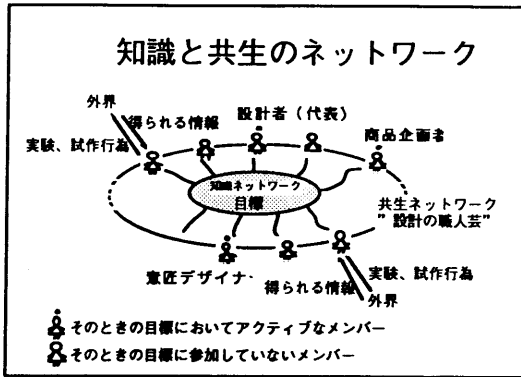 知識と共生のネットワーク
外界
得られる情報
設計者（代表）
実験、試作行為
商品企画者
知識ネットワーク
目標
共生ネットワーク
"設計の職人芸"
意匠デザイナ-
得られる情報
実験、試作行為
外界
そのときの目標においてアクティブなメンバー
そのときの目標に参加していないメンバー